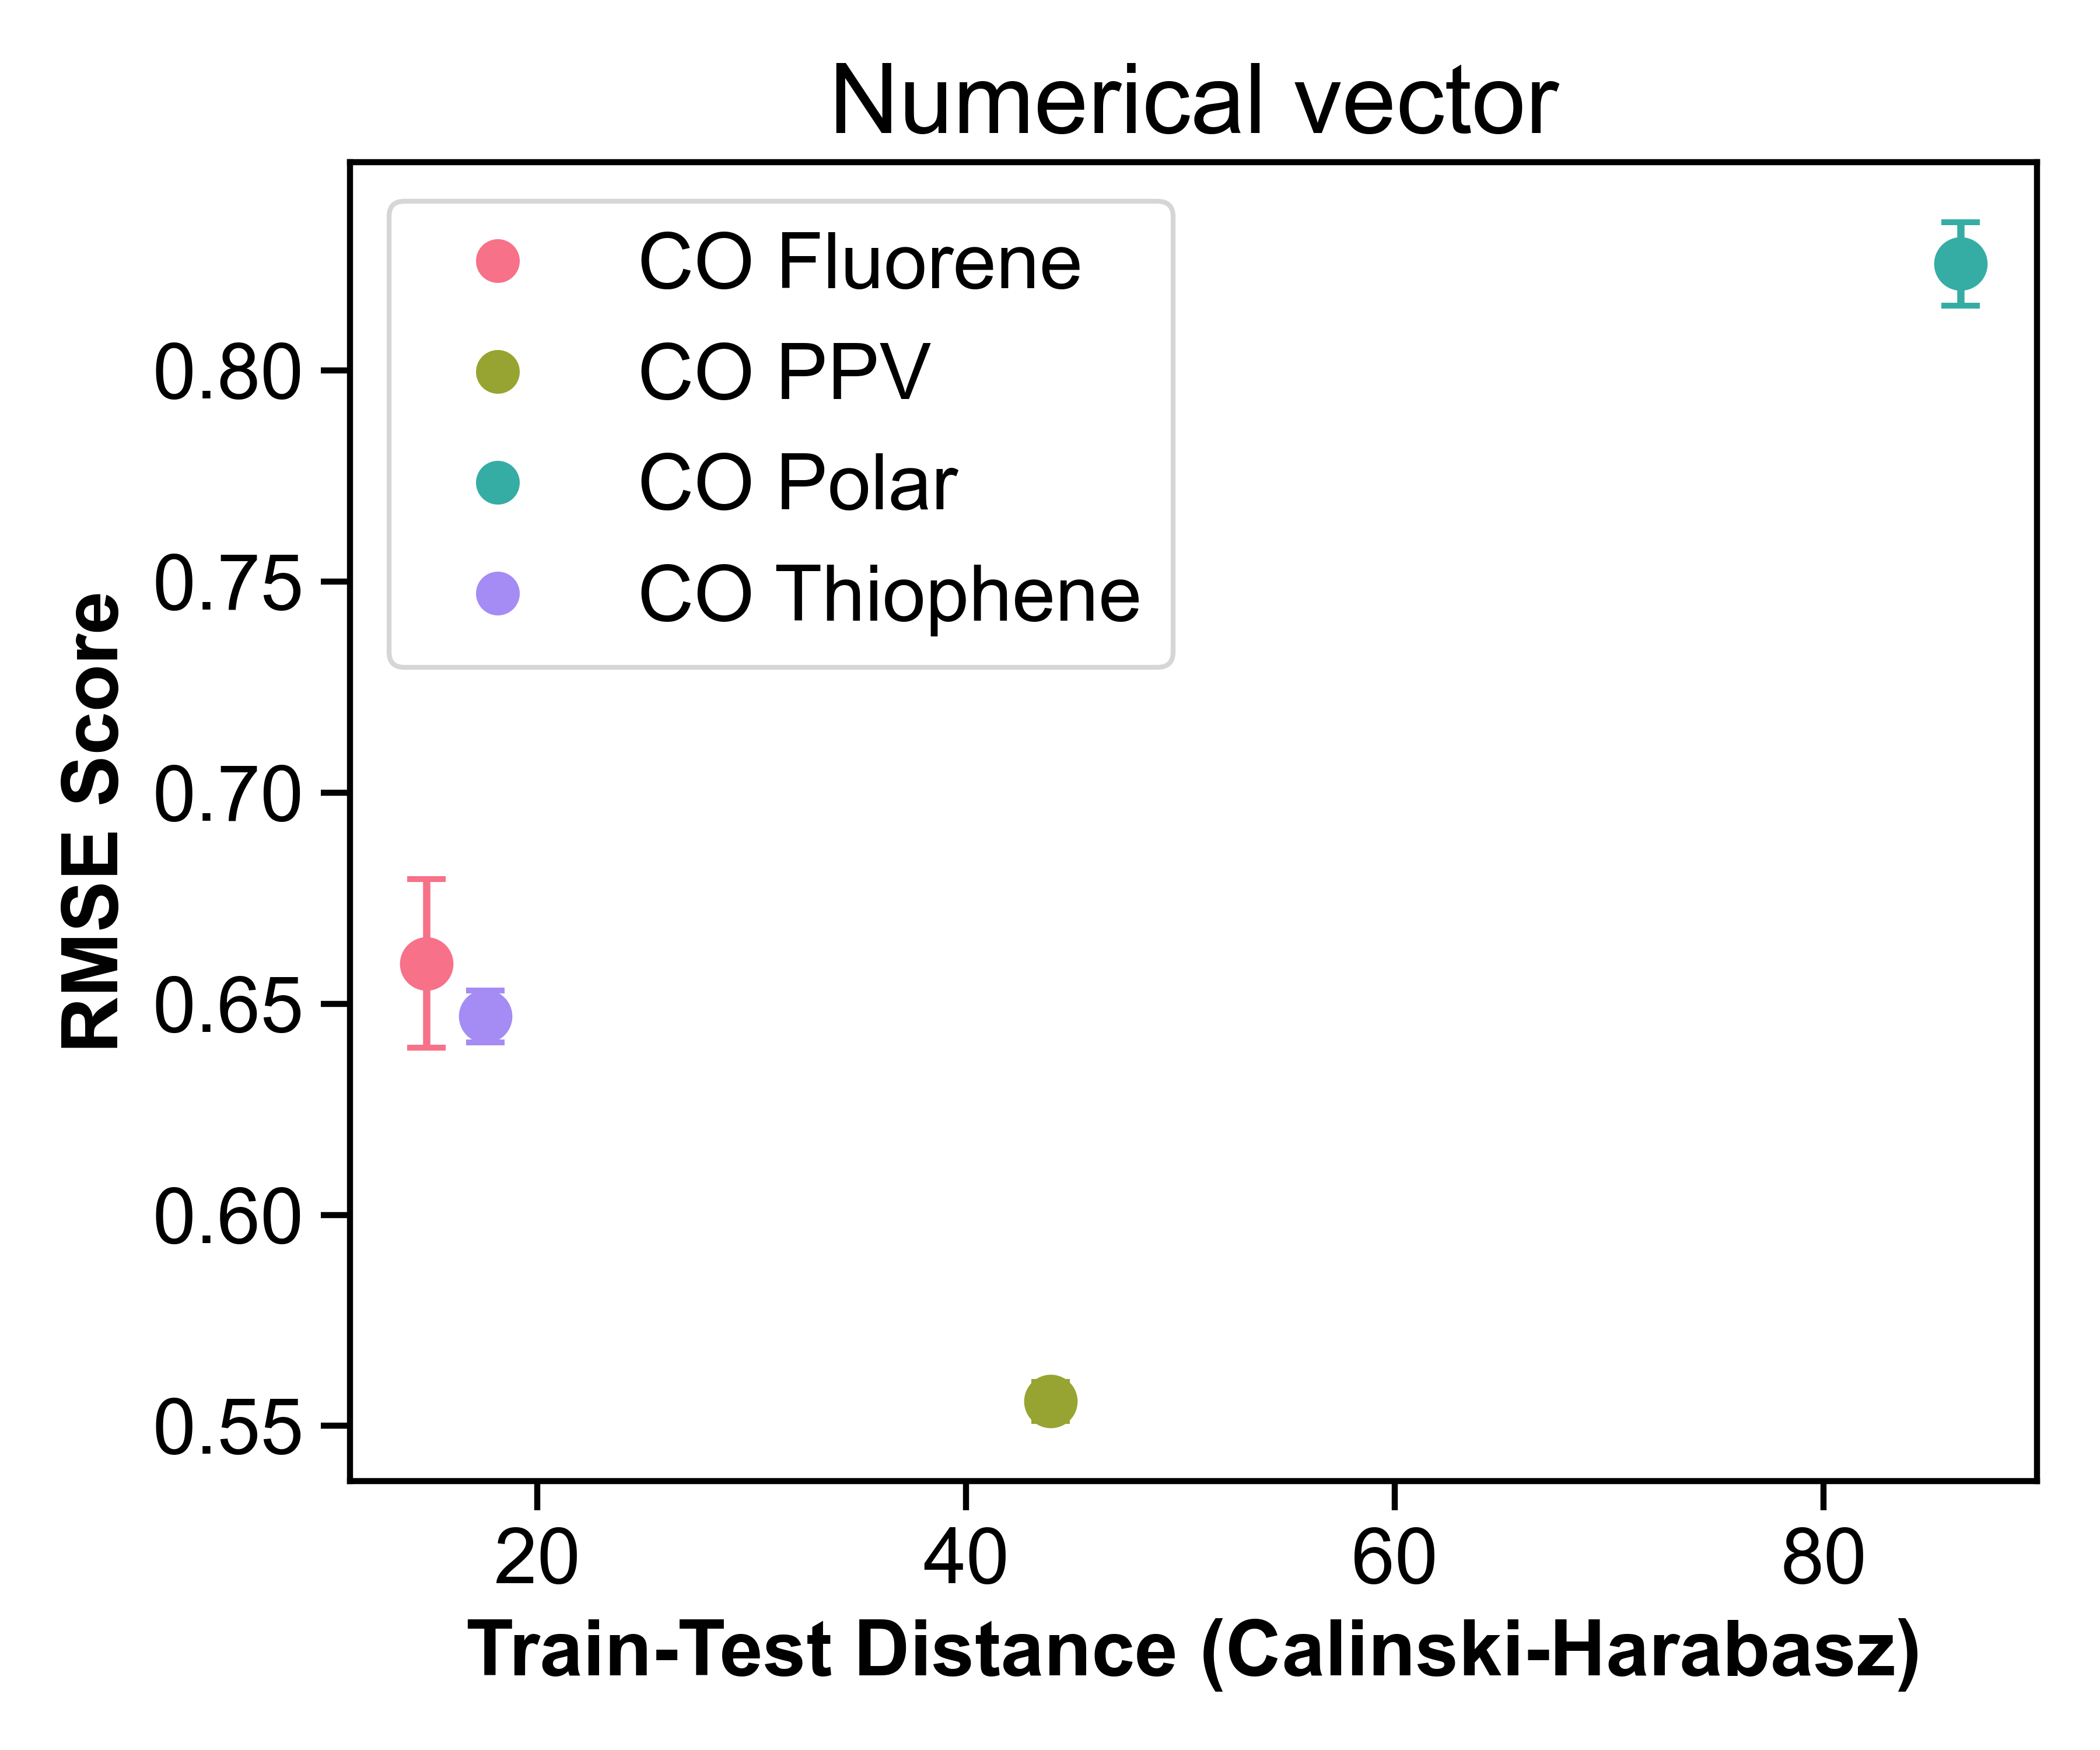 Numerical vector
CO Fluorene
CO PPV
CO Polar
CO Thiophene
RMSE Score
0.80
0.75
0.70
0.65
0.60
0.55
20 40 60 80
Train-Test Distance (Calinski-Harabasz)